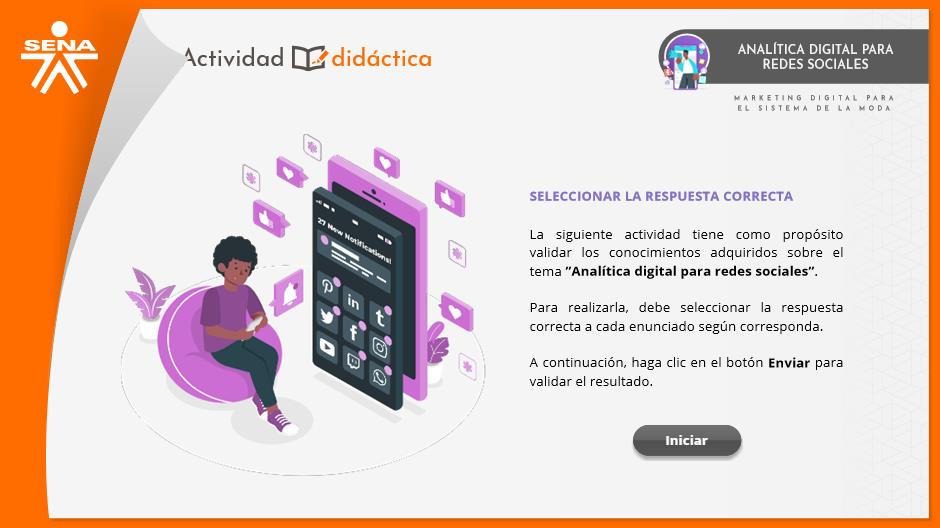 SENA
Actividad didáctica
ANALÍTICA DIGITAL PARA
REDES SOCIALES
MARKETING DIGITAL PARA
EL SISTEMA DE LA MODA
27 New Notifications!
SELECCIONAR LA RESPUESTA CORRECTA
La siguiente actividad tiene como propósito
validar los conocimientos adquiridos sobre el
tema ”Analítica digital para redes sociales”.
Para realizarla, debe seleccionar la respuesta
correcta a cada enunciado según corresponda.
A continuación, haga clic en el botón Enviar para
validar el resultado.
Iniciar